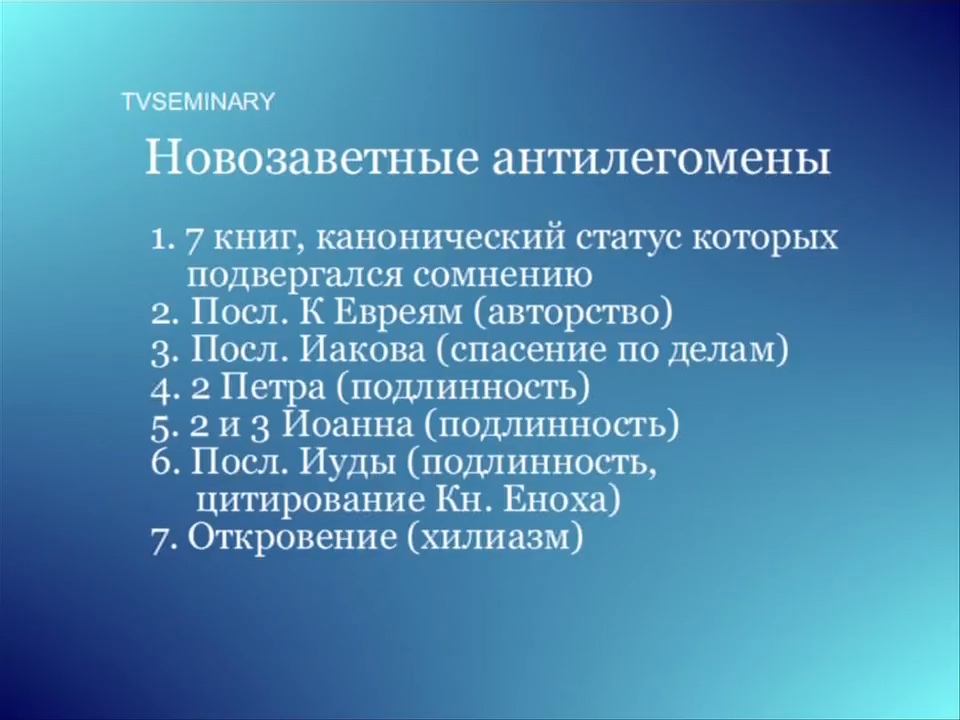 TVSEMINARY
Новозаветные антилегомены
1. 7 книг, канонический статус которых
подвергался сомнению
2. Посл. К Евреям (авторство)
3. Посл. Иакова (спасение по делам)
4. 2 Петра (подлинность)
5. 2 и 3 Иоанна (подлинность)
6. Посл. Иуды (подлинность,
цитирование Кн. Еноха)
7. Откровение (хилиазм)